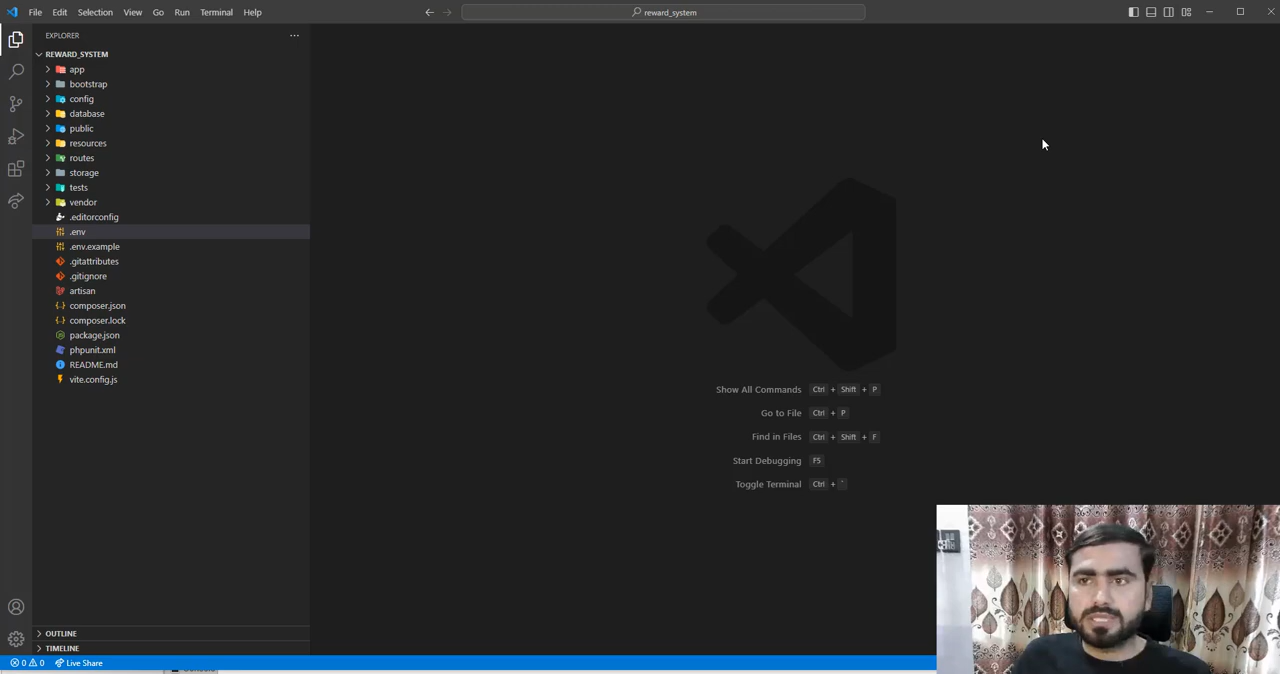 File Edit Selection View Go Run Terminal Help
reward_system
EXPLORER
REWARD_SYSTEM
app
bootstrap
config
database
public
resources
routes
storage
tests
vendor
.editorconfig
.env
.env.example
.gitattributes
.gitignore
artisan
composer.json
composer.lock
package.json
phpunit.xml
README.md
vite.config.js
Show All Commands Ctrl + Shift + P
Go to File Ctrl + P
Find in Files Ctrl + Shift + F
Start Debugging F5
Toggle Terminal Ctrl + `
OUTLINE
TIMELINE
0 0 Live Share